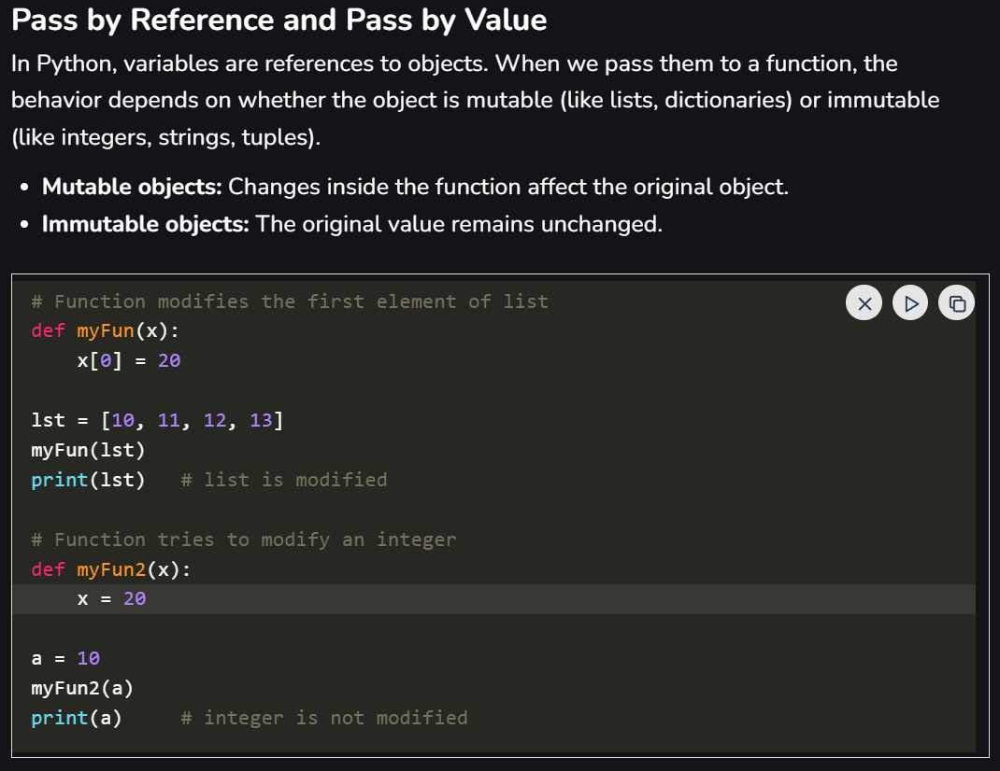 Pass by Reference and Pass by Value
In Python, variables are references to objects. When we pass them to a function, the
behavior depends on whether the object is mutable (like lists, dictionaries) or immutable
(like integers, strings, tuples).
• Mutable objects: Changes inside the function affect the original object.
• Immutable objects: The original value remains unchanged.
# Function modifies the first element of list
def myFun(x):
    x[0] = 20
lst = [10, 11, 12, 13]
myFun(lst)
print(lst)   # list is modified
# Function tries to modify an integer
def myFun2(x):
    x = 20
a = 10
myFun2(a)
print(a)     # integer is not modified